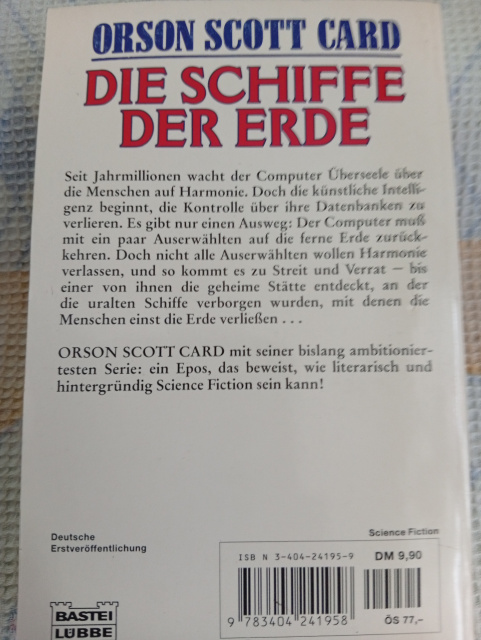 ORSON SCOTT CARD
DIE SCHIFFE
DER ERDE
Seit Jahrmillionen wacht der Computer Überseele über
die Menschen auf Harmonie. Doch die künstliche Intelli-
genz beginnt, die Kontrolle über ihre Datenbanken zu
verlieren. Es gibt nur einen Ausweg: Der Computer muß
mit ein paar Auserwählten auf die ferne Erde zurück-
kehren. Doch nicht alle Auserwählten wollen Harmonie
verlassen, und so kommt es zu Streit und Verrat – bis
einer von ihnen die geheime Stätte entdeckt, an der
die uralten Schiffe verborgen wurden, mit denen die
Menschen einst die Erde verließen . . .
ORSON SCOTT CARD mit seiner bislang ambitionier-
testen Serie: ein Epos, das beweist, wie literarisch und
hintergründig Science Fiction sein kann!
Deutsche
Erstveröffentlichung
Science Fiction
ISBN 3-404-24195-9
DM 9,90
9 783404 241958
ÖS 77,–
BASTEI
LÜBBE